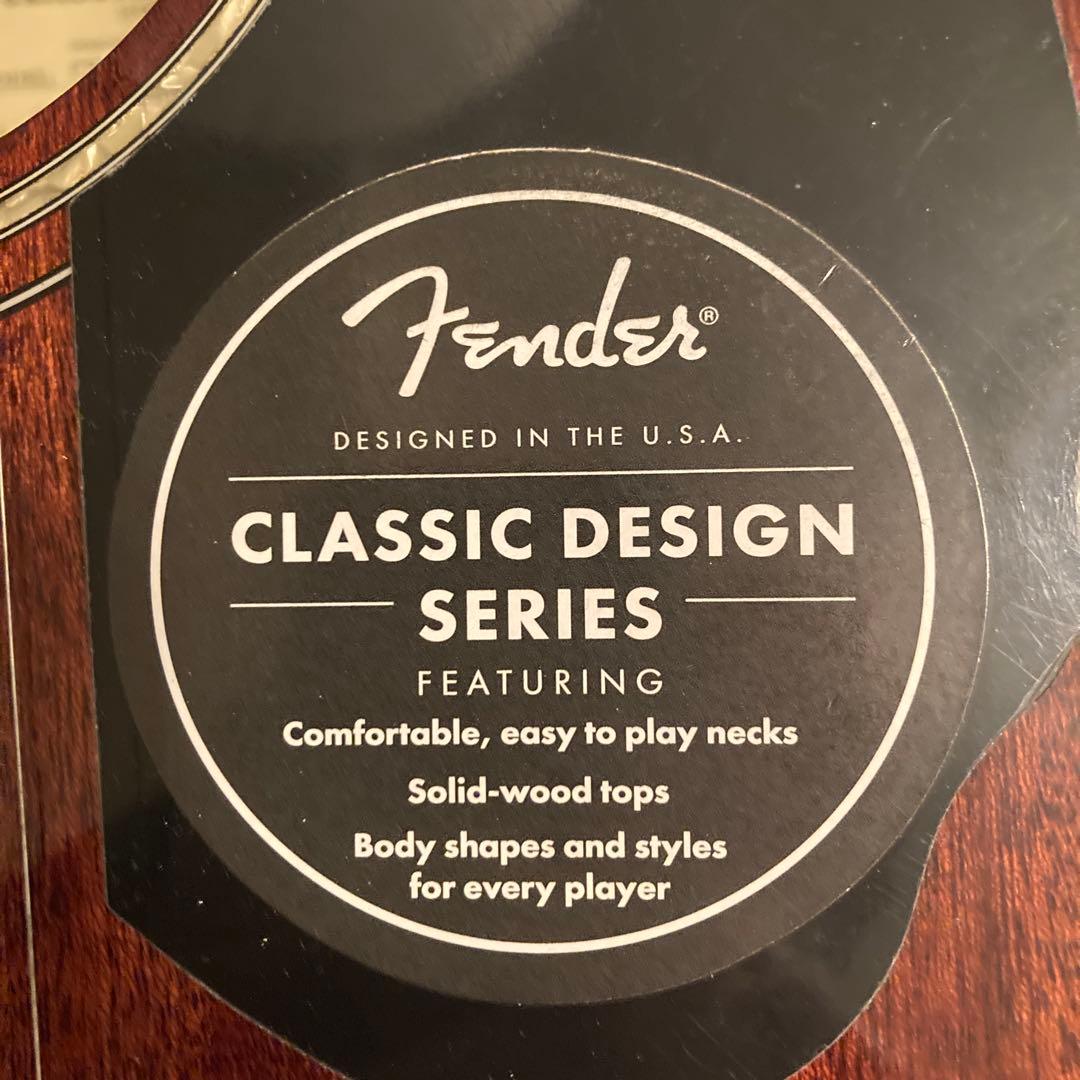 Fender®
DESIGNED IN THE U.S.A.
CLASSIC DESIGN
SERIES
FEATURING
Comfortable, easy to play necks
Solid-wood tops
Body shapes and styles
for every player